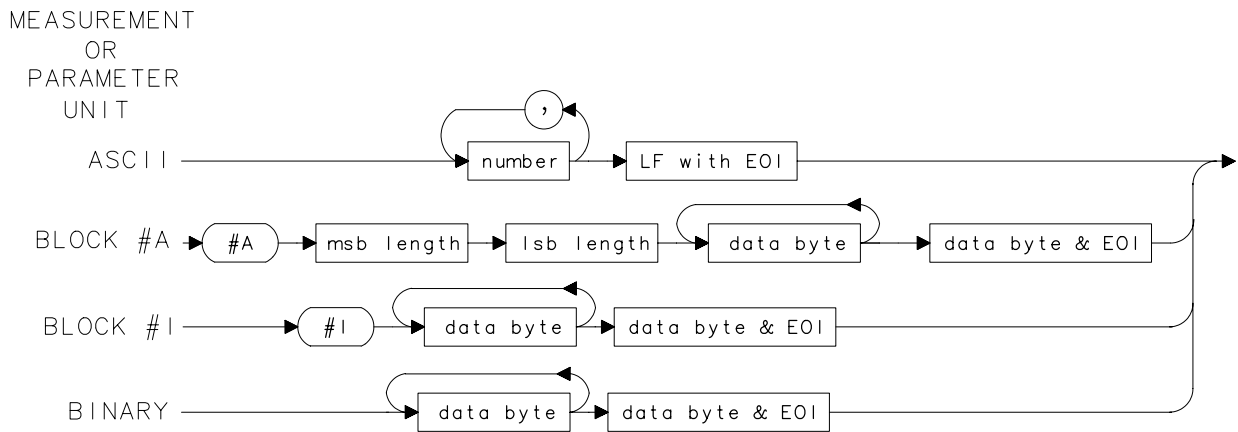 MEASUREMENT
OR
PARAMETER
UNIT
,
ASCII number LF with EOI
BLOCK #A #A msb length lsb length data byte data byte & EOI
BLOCK #I #I data byte data byte & EOI
BINARY data byte data byte & EOI